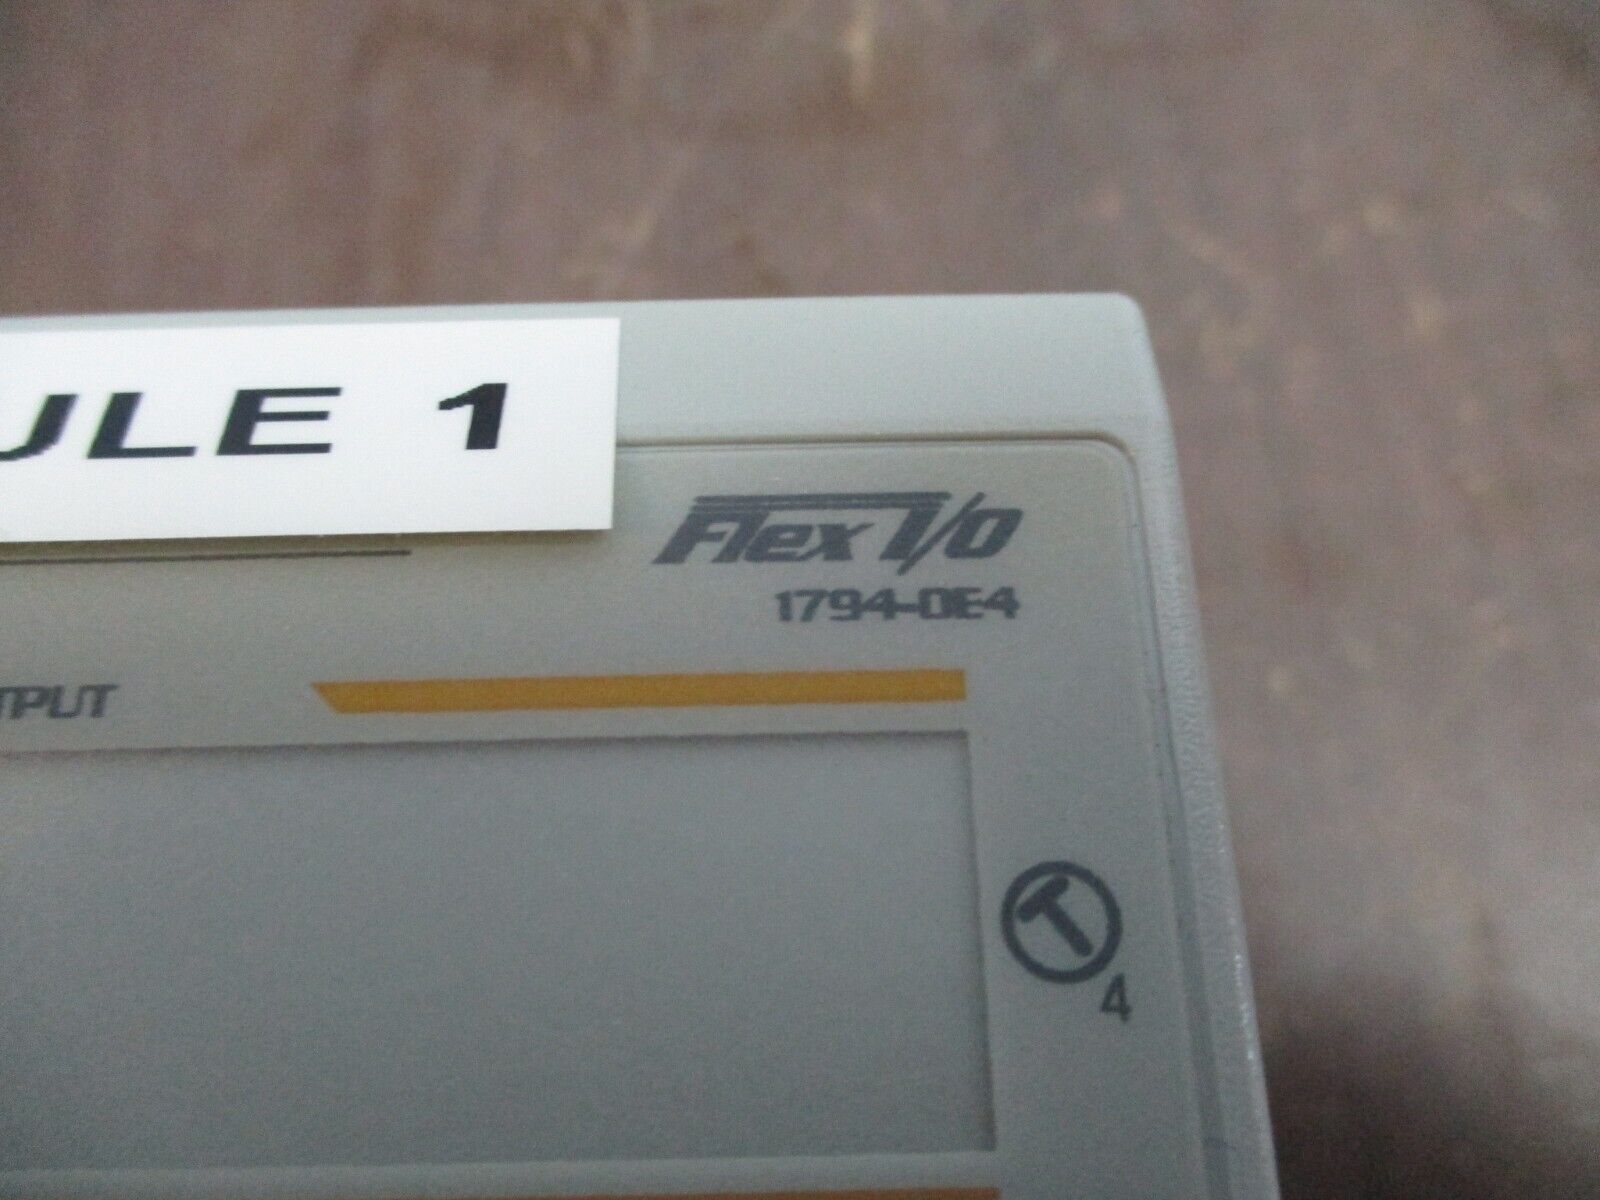 ULE 1
Flex I/O
1794-OE4
TPUT
4